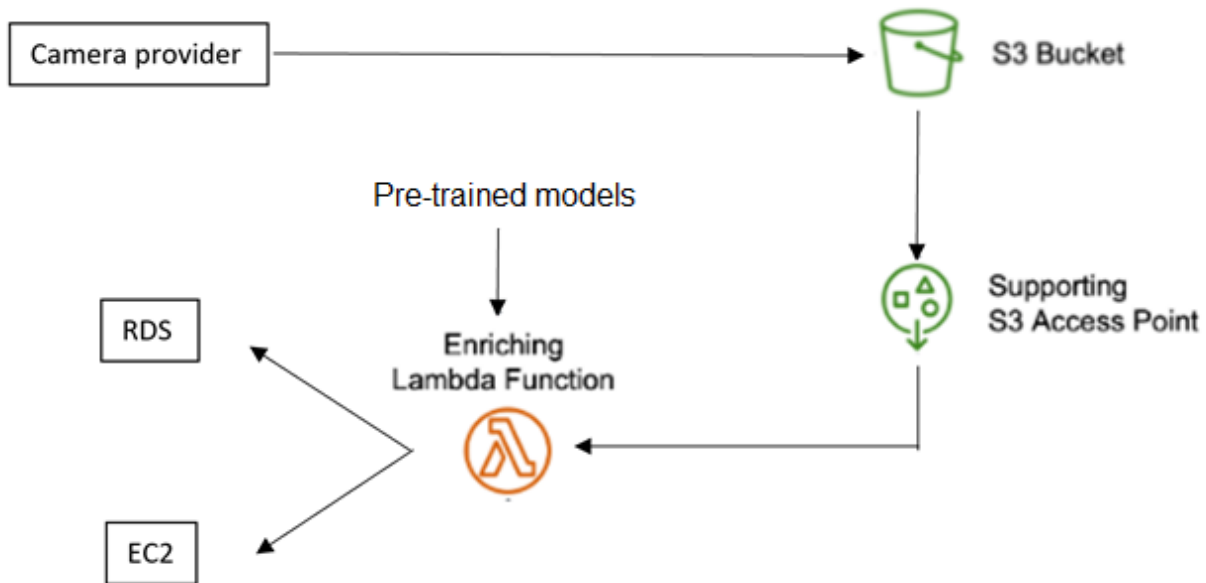 Camera provider
S3 Bucket
Pre-trained models
Supporting
S3 Access Point
RDS
Enriching
Lambda Function
EC2